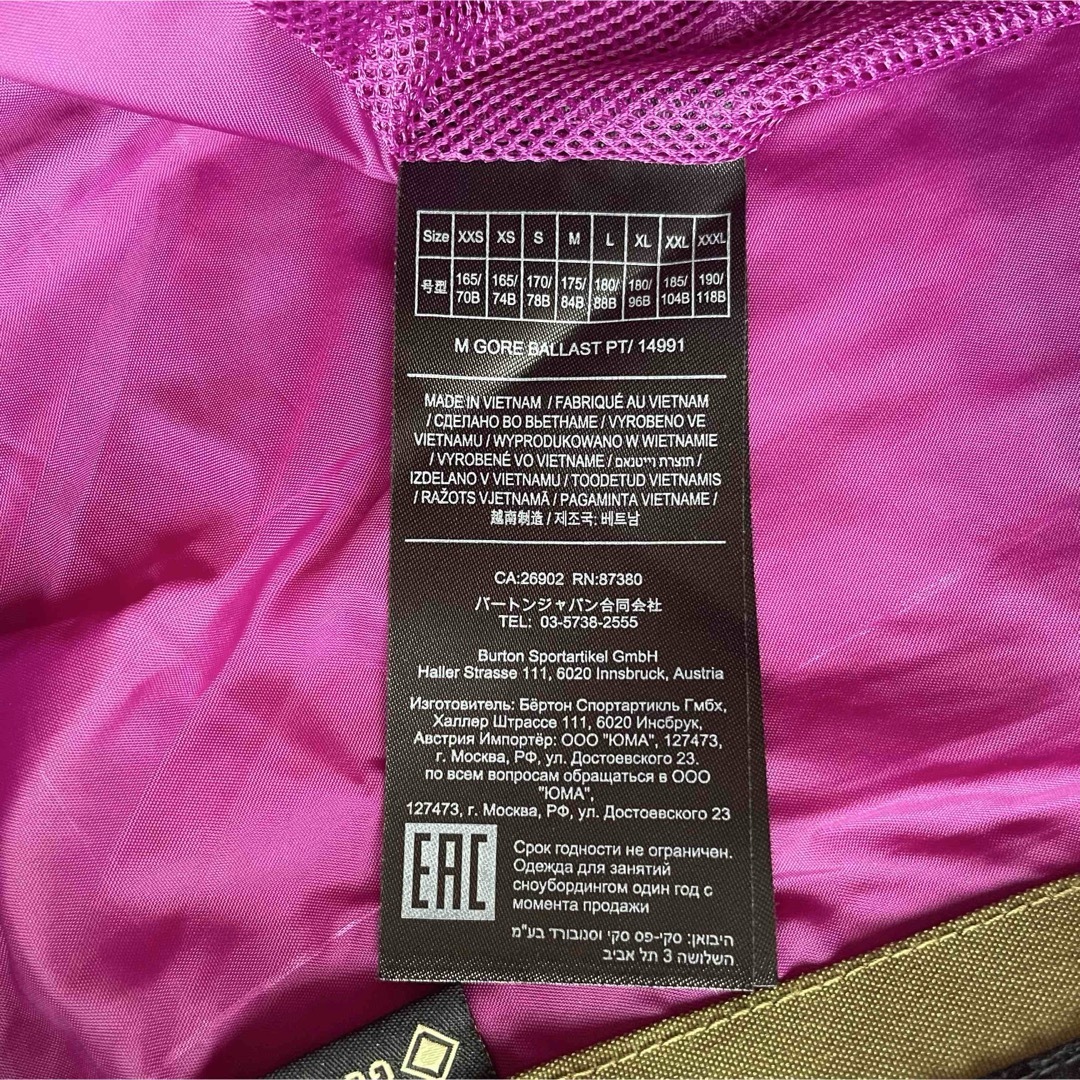 Size XXS XS S M L XL XXL XXXL
号型 165/70B 165/74B 170/78B 175/84B 180/88B 180/96B 185/104B 190/118B
M GORE BALLAST PT/ 14991
MADE IN VIETNAM / FABRIQUÉ AU VIETNAM
/ СДЕЛАНО ВО ВЬЕТНАМЕ / VYROBENO VE
VIETNAMU / WYPRODUKOWANO W WIETNAMIE
/ VYROBENÉ VO VIETNAME / תוצרת וייטנאם /
IZDELANO V VIETNAMU / TOODETUD VIETNAMIS
/ RAŽOTS VJETNAMĀ / PAGAMINTA VIETNAME /
越南制造 / 제조국: 베트남
CA:26902 RN:87380
バートンジャパン合同会社
TEL: 03-5738-2555
Burton Sportartikel GmbH
Haller Strasse 111, 6020 Innsbruck, Austria
Изготовитель: Бёртон Спортартикль Гмбх,
Халлер Штрассе 111, 6020 Инсбрук,
Австрия Импортёр: ООО "ЮМА", 127473,
г. Москва, РФ, ул. Достоевского 23.
по всем вопросам обращаться в ООО
"ЮМА",
127473, г. Москва, РФ, ул. Достоевского 23
EAC
Срок годности не ограничен.
Одежда для занятий
сноубордингом один год с
момента продажи
היבואן: סקי-פס סקי וסנובורד בע"מ
השלושה 3 תל אביב